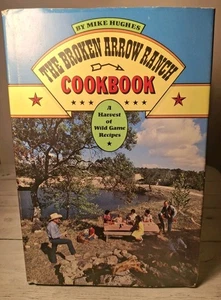 BY MIKE HUGHES
THE BROKEN ARROW RANCH
COOKBOOK
A
Harvest
of
Wild Game
Recipes